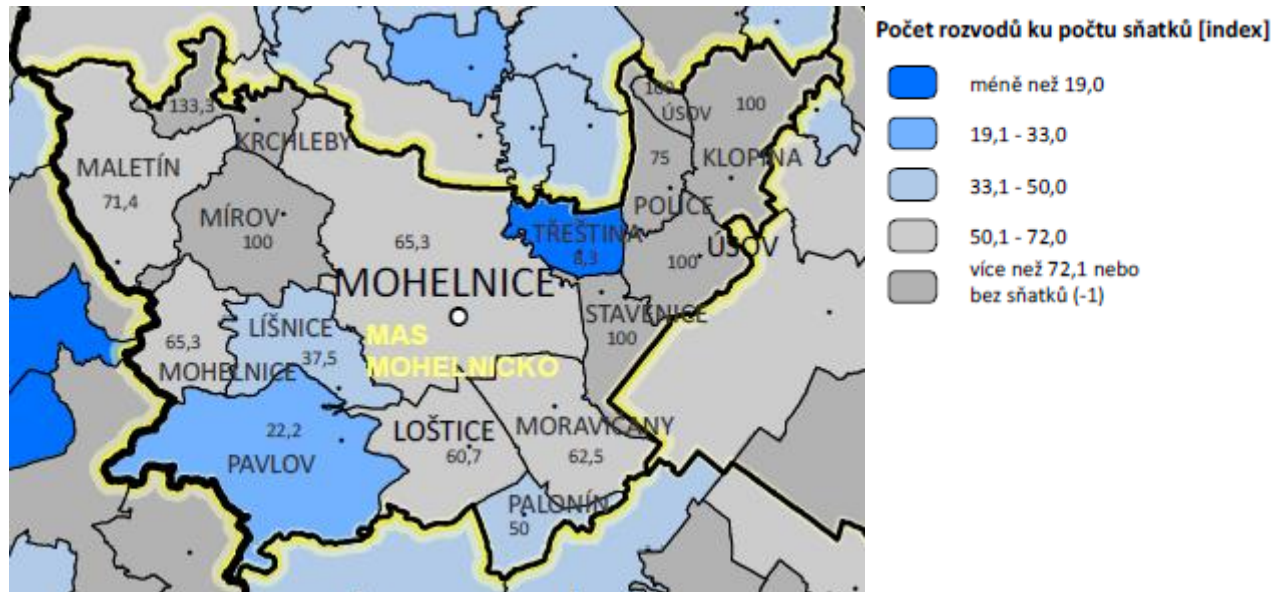 Počet rozvodů ku počtu sňatků [index]
méně než 19,0
19,1 - 33,0
33,1 - 50,0
50,1 - 72,0
více než 72,1 nebo
bez sňatků (-1)
100
ÚSOV
133,3
100
KRCHLEBY
MALETÍN
71,4
75
KLOPINA
MÍROV
100
POLICE
65,3
TŘEŠTINA
8,3
ÚSOV
100
MOHELNICE
STAVENICE
100
LÍŠNICE
37,5
65,3
MOHELNICE
MAS
MOHELNICKO
22,2
PAVLOV
LOŠTICE
60,7
MORAVIČANY
62,5
PALONÍN
50